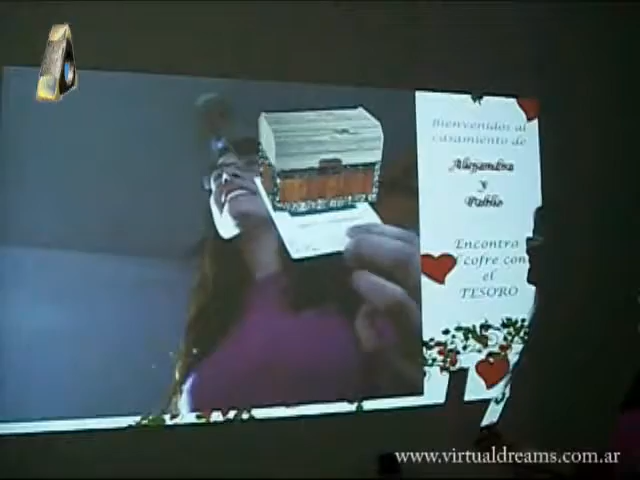 Bienvenidos al
casamiento de
Alejandra
y
Pablo
Encontra
l cofre con
el
TESORO
www.virtualdreams.com.ar